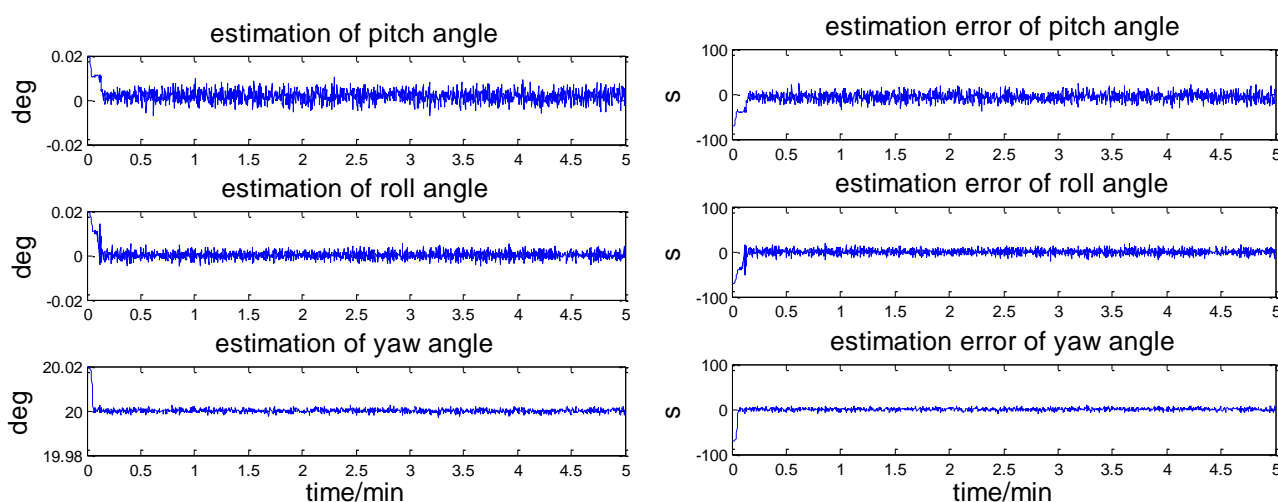 estimation of pitch angle
deg
0.02
0
-0.02
0 0.5 1 1.5 2 2.5 3 3.5 4 4.5 5
estimation of roll angle
deg
0.02
0
-0.02
0 0.5 1 1.5 2 2.5 3 3.5 4 4.5 5
estimation of yaw angle
deg
20.02
20
19.98
0 0.5 1 1.5 2 2.5 3 3.5 4 4.5 5
time/min
estimation error of pitch angle
s
100
0
-100
0 0.5 1 1.5 2 2.5 3 3.5 4 4.5 5
estimation error of roll angle
s
100
0
-100
0 0.5 1 1.5 2 2.5 3 3.5 4 4.5 5
estimation error of yaw angle
s
100
0
-100
0 0.5 1 1.5 2 2.5 3 3.5 4 4.5 5
time/min